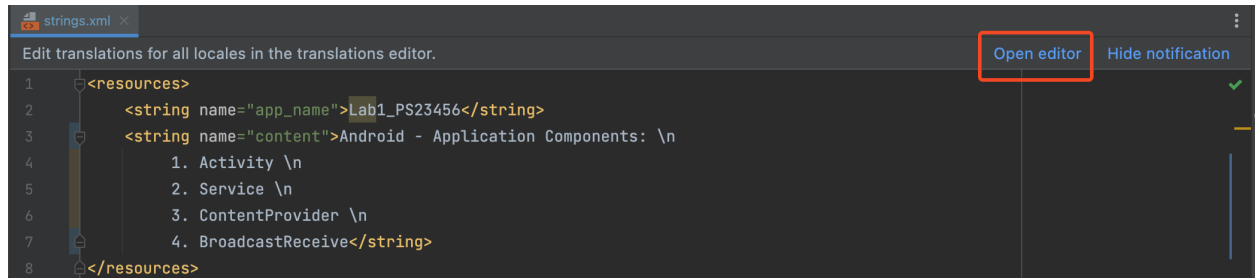 strings.xml
Edit translations for all locales in the translations editor. Open editor Hide notification
1 <resources>
2 <string name="app_name">Lab1_PS23456</string>
3 <string name="content">Android - Application Components: \n
4 1. Activity \n
5 2. Service \n
6 3. ContentProvider \n
7 4. BroadcastReceive</string>
8 </resources>